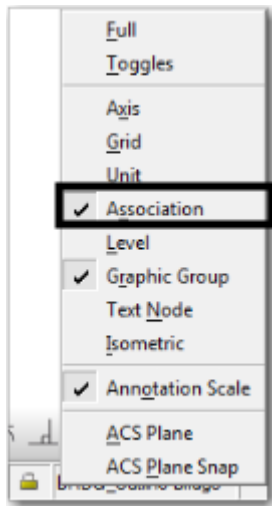 Full
Toggles
Axis
Grid
Unit
Association
Level
Graphic Group
Text Node
Isometric
Annotation Scale
ACS Plane
ACS Plane Snap